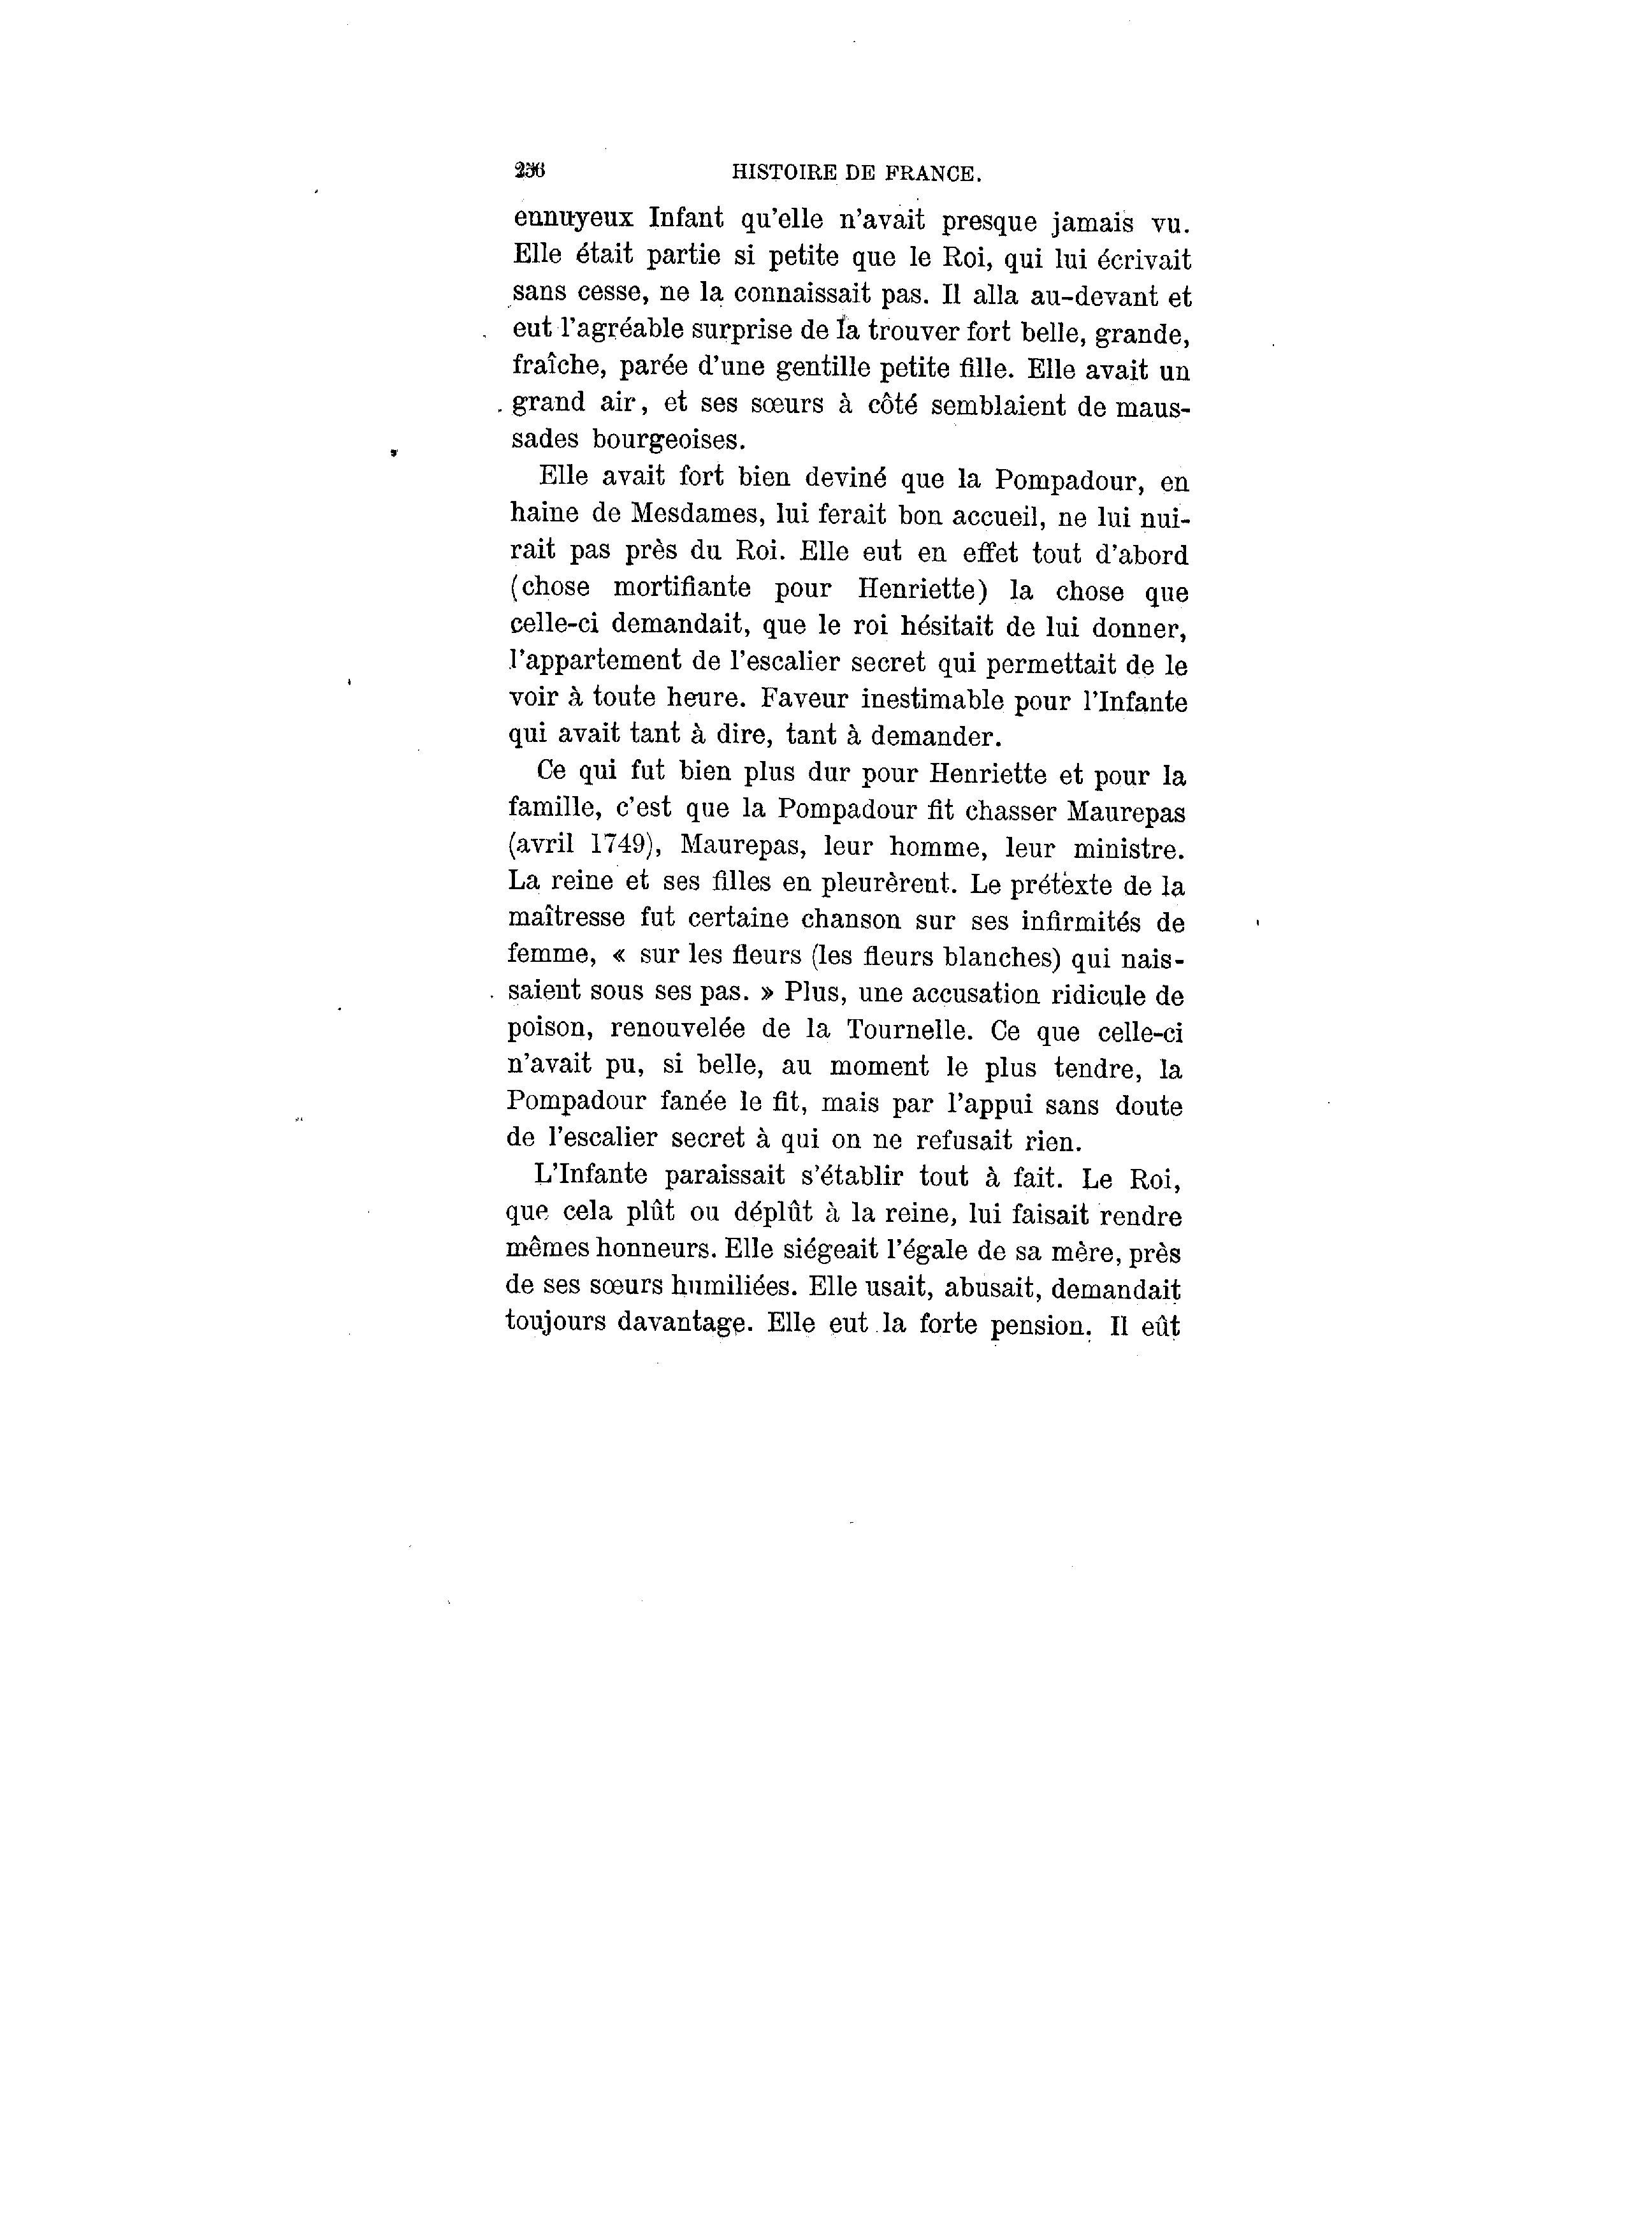 HISTOIRE DE FRANCE.
ennuyeux Infant qu'elle n'avait presque jamais vu.
Elle était partie si petite que le Roi, qui lui écrivait
sans cesse, ne la connaissait pas. Il alla au-devant et
eut l'agréable surprise de la trouver fort belle, grande,
fraîche, parée d'une gentille petite fille. Elle avait un
grand air, et ses sœurs à côté semblaient de maus-
sades bourgeoises.
Elle avait fort bien deviné que la Pompadour, en
haine de Mesdames, lui ferait bon accueil, ne lui nui-
rait pas près du Roi. Elle eut en effet tout d'abord
(chose mortifiante pour Henriette) la chose que
celle-ci demandait, que le roi hésitait de lui donner,
l'appartement de l'escalier secret qui permettait de le
voir à toute heure. Faveur inestimable pour l'Infante
qui avait tant à dire, tant à demander.
Ce qui fut bien plus dur pour Henriette et pour la
famille, c'est que la Pompadour fit chasser Maurepas
(avril 1749), Maurepas, leur homme, leur ministre.
La reine et ses filles en pleurèrent. Le prétexte de la
maîtresse fut certaine chanson sur ses infirmités de
femme, « sur les fleurs (les fleurs blanches) qui nais-
saient sous ses pas. » Plus, une accusation ridicule de
poison, renouvelée de la Tournelle. Ce que celle-ci
n'avait pu, si belle, au moment le plus tendre, la
Pompadour fanée le fit, mais par l'appui sans doute
de l'escalier secret à qui on ne refusait rien.
L'Infante paraissait s'établir tout à fait. Le Roi,
que cela plût ou déplût à la reine, lui faisait rendre
mêmes honneurs. Elle siégeait l'égale de sa mère, près
de ses sœurs humiliées. Elle usait, abusait, demandait
toujours davantage. Elle eut la forte pension. Il eût